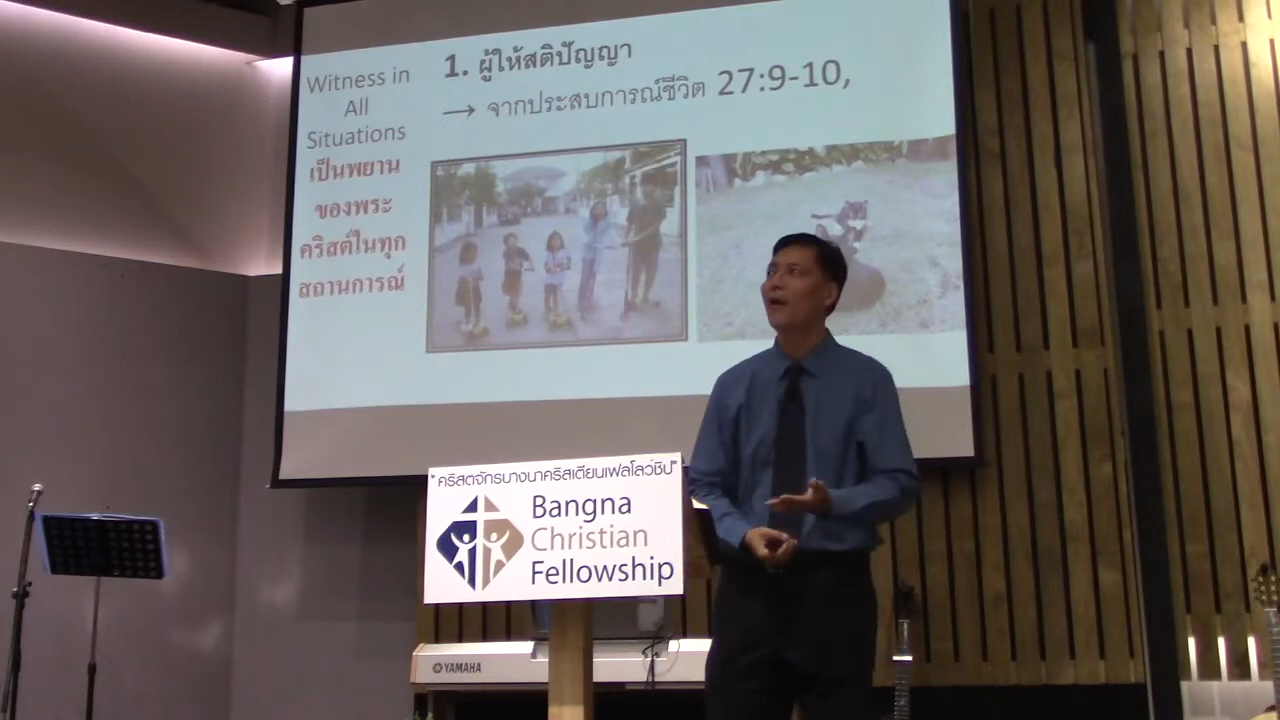 Witness in
All
Situations
เป็นพยาน
ของพระ
คริสต์ในทุก
สถานการณ์
1. ผู้ให้สติปัญญา
→ จากประสบการณ์ชีวิต 27:9-10,
"คริสตจักรบางนาคริสเตียนเฟลโลว์ชิป"
Bangna
Christian
Fellowship
YAMAHA